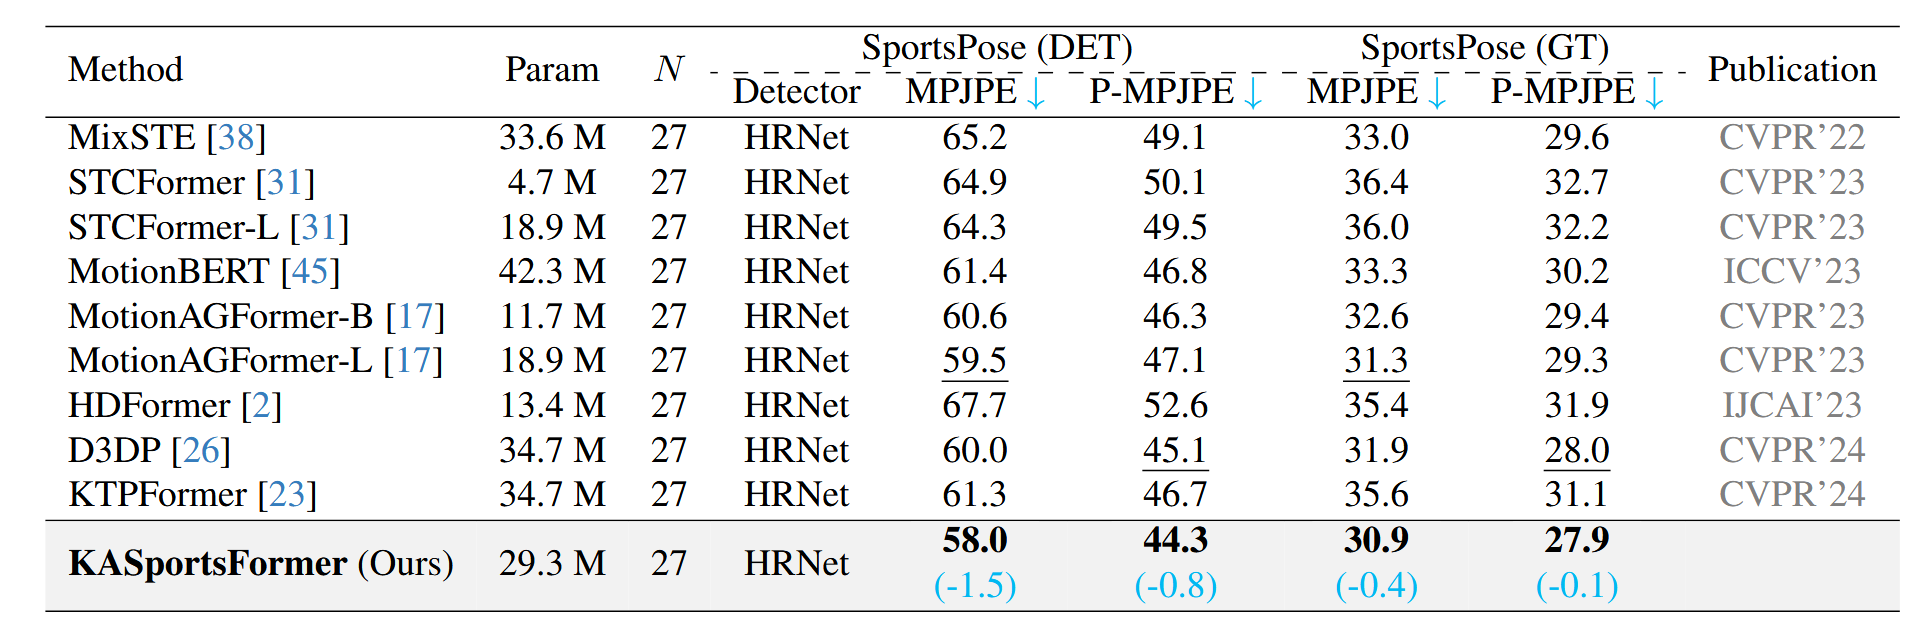 Method Param N SportsPose (DET) SportsPose (GT) Publication
Detector MPJPE ↓ P-MPJPE ↓ MPJPE ↓ P-MPJPE ↓
MixSTE [38] 33.6 M 27 HRNet 65.2 49.1 33.0 29.6 CVPR’22
STCFormer [31] 4.7 M 27 HRNet 64.9 50.1 36.4 32.7 CVPR’23
STCFormer-L [31] 18.9 M 27 HRNet 64.3 49.5 36.0 32.2 CVPR’23
MotionBERT [45] 42.3 M 27 HRNet 61.4 46.8 33.3 30.2 ICCV’23
MotionAGFormer-B [17] 11.7 M 27 HRNet 60.6 46.3 32.6 29.4 CVPR’23
MotionAGFormer-L [17] 18.9 M 27 HRNet 59.5 47.1 31.3 29.3 CVPR’23
HDFormer [2] 13.4 M 27 HRNet 67.7 52.6 35.4 31.9 IJCAI’23
D3DP [26] 34.7 M 27 HRNet 60.0 45.1 31.9 28.0 CVPR’24
KTPFormer [23] 34.7 M 27 HRNet 61.3 46.7 35.6 31.1 CVPR’24
KASportsFormer (Ours) 29.3 M 27 HRNet 58.0 44.3 30.9 27.9
(-1.5) (-0.8) (-0.4) (-0.1)